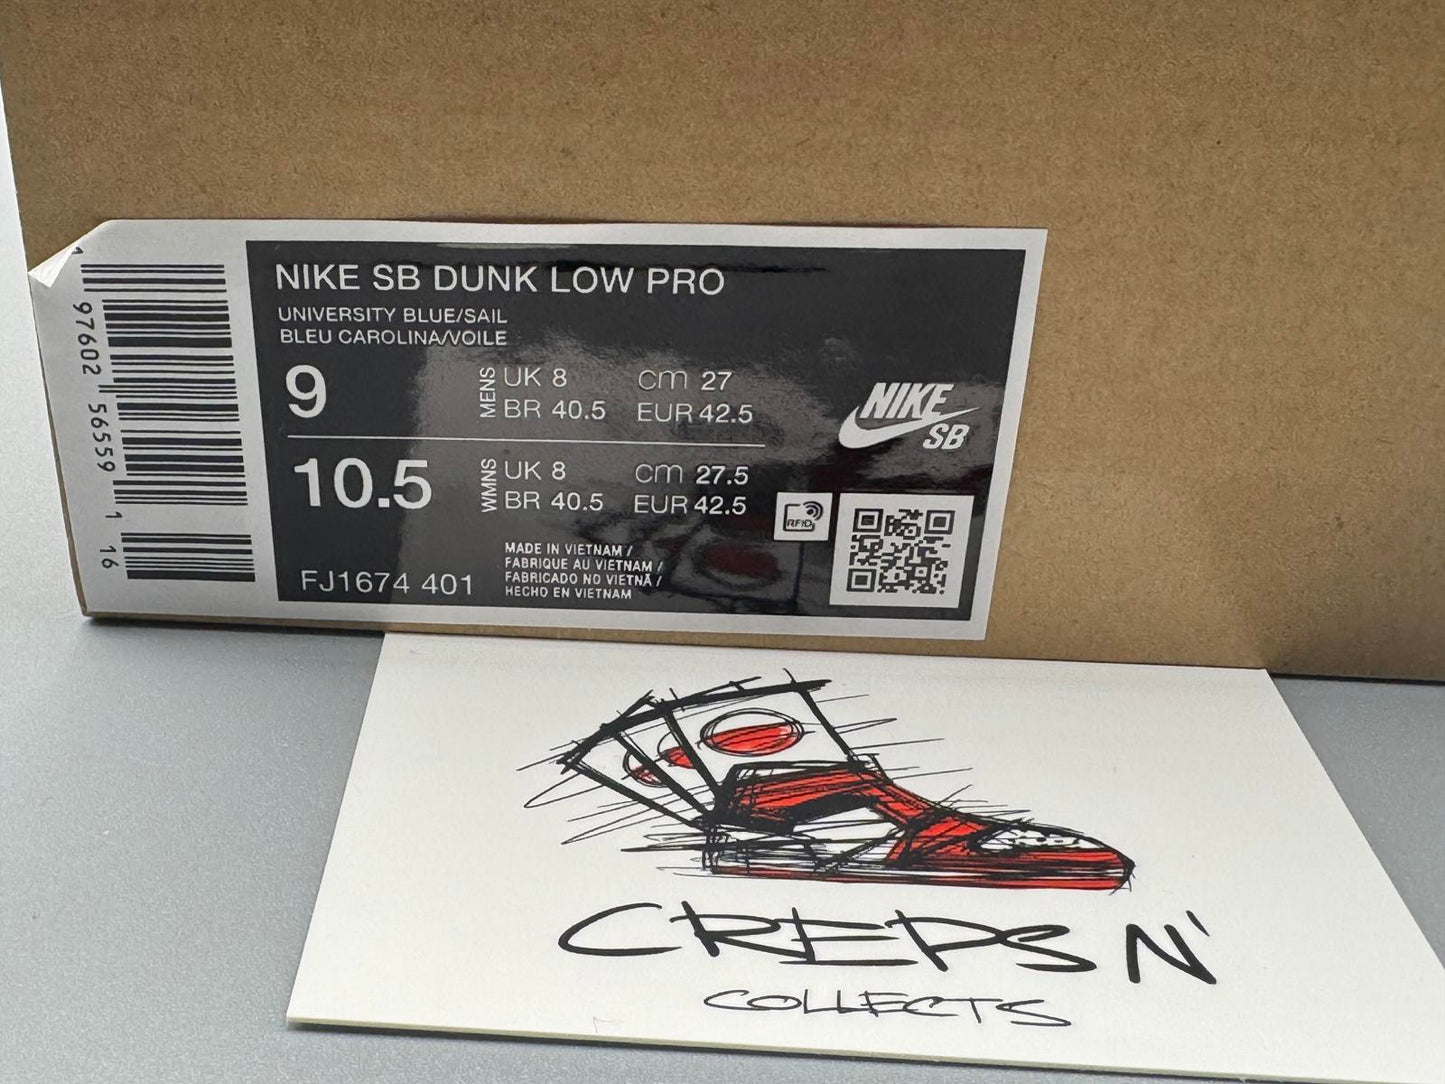 NIKE SB DUNK LOW PRO
UNIVERSITY BLUE/SAIL
BLEU CAROLINA/VOILE
9
MENS
UK 8 cm 27
BR 40.5 EUR 42.5
10.5
WMNS
UK 8 cm 27.5
BR 40.5 EUR 42.5
FJ1674 401
MADE IN VIETNAM /
FABRIQUE AU VIETNAM /
FABRICADO NO VIETNÃ /
HECHO EN VIETNAM
NIKE
SB
RFID
1 97602 56559 1 16
CREPS N'
COLLECTS